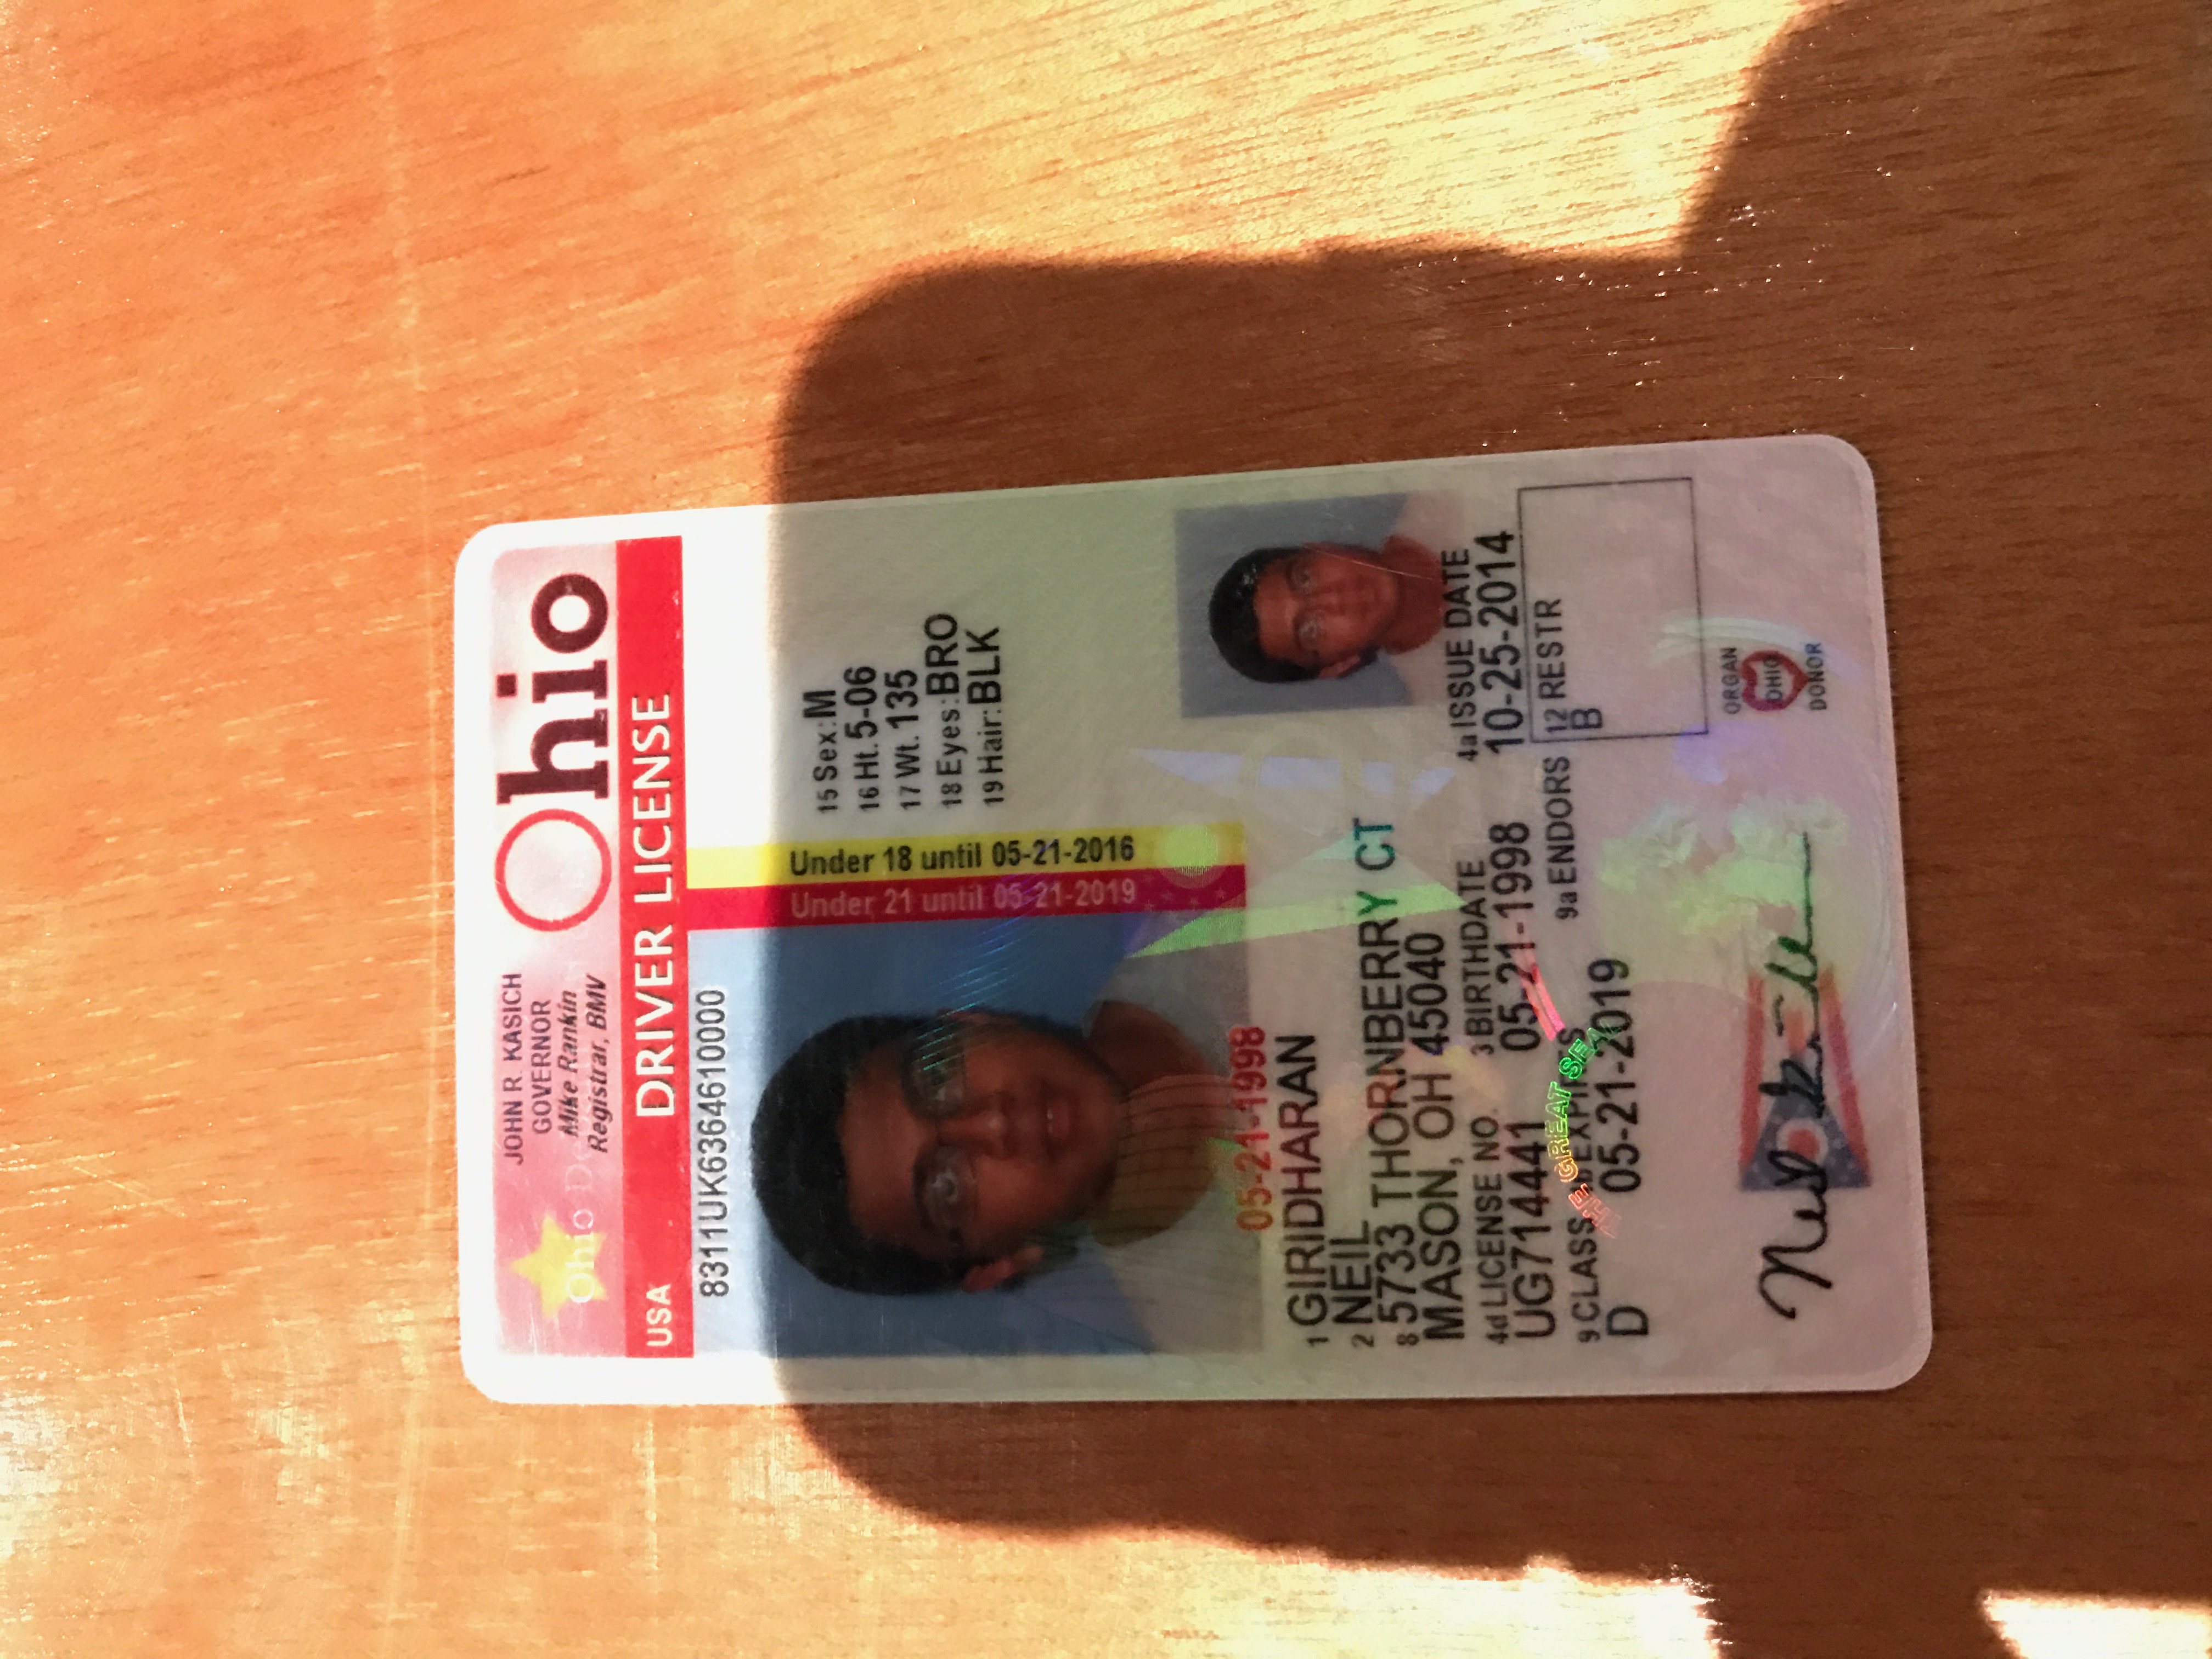 JOHN R. KASICH
GOVERNOR
Mike Rankin
Registrar, BMV
Ohio
USA DRIVER LICENSE
8311UK6364610000
Under 21 until 05-21-2019
Under 18 until 05-21-2016
15 Sex: M
16 Ht. 5-06
17 Wt. 135
18 Eyes: BRO
19 Hair: BLK
05-21-1998
1 GIRIDHARAN
2 NEIL
8 5733 THORNBERRY CT
MASON, OH 45040
4d LICENSE NO. 3 BIRTHDATE 4a ISSUE DATE
UG714441 05-21-1998 10-25-2014
9 CLASS 4b EXPIRES 9a ENDORS 12 RESTR
B
D 05-21-2019
THE GREAT SEA
ORGAN
OHIO
DONOR